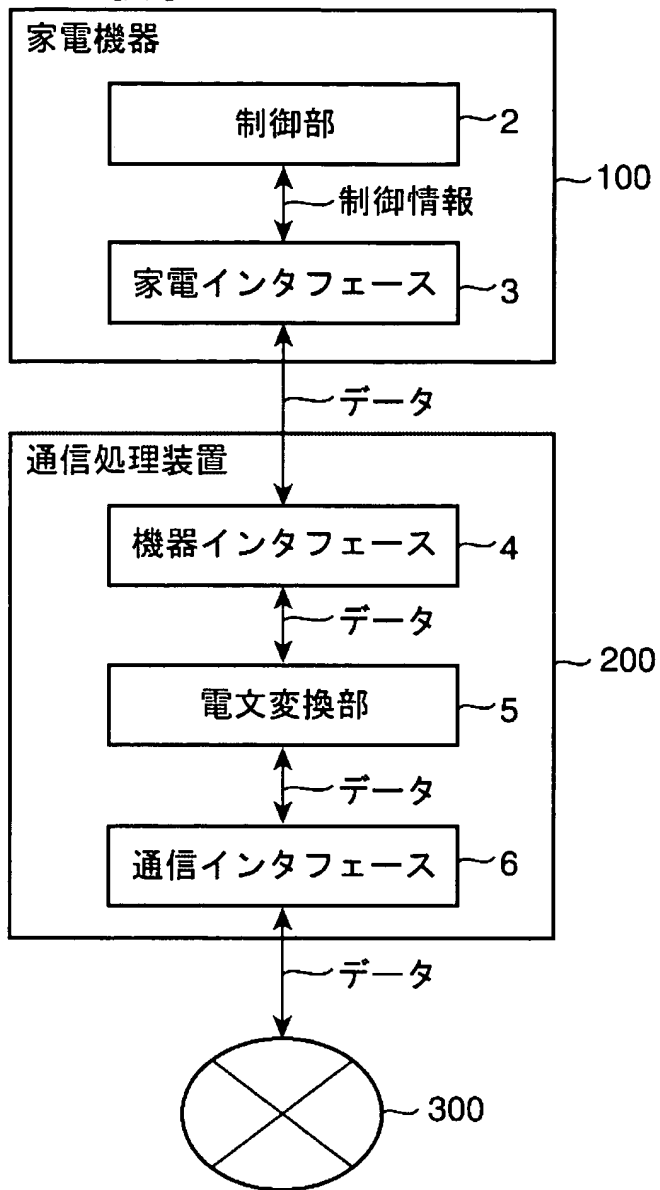 家電機器
制御部
2
100
制御情報
家電インタフェース
3
データ
通信処理装置
機器インタフェース
4
データ
200
電文変換部
5
データ
通信インタフェース
6
データ
300